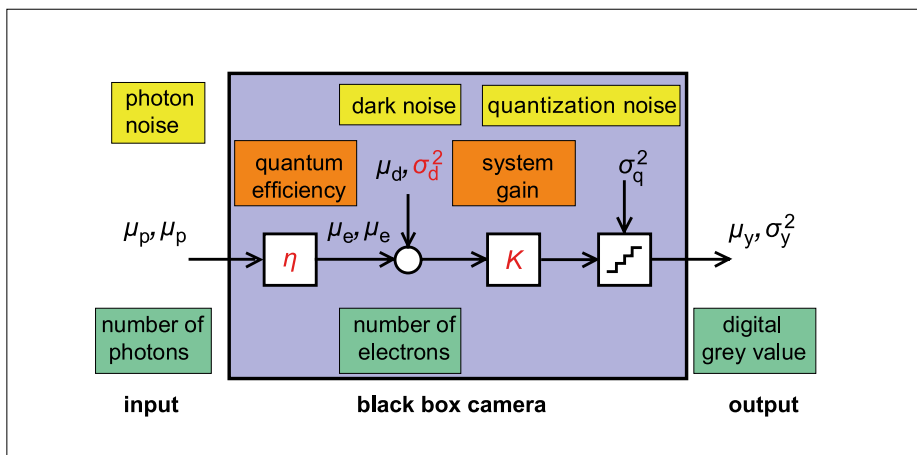 photon
noise
dark noise
quantization noise
quantum
efficiency
μd, σd²
system
gain
σq²
μp, μp
μe, μe
μy, σy²
η
K
number of
photons
number of
electrons
digital
grey value
input
black box camera
output